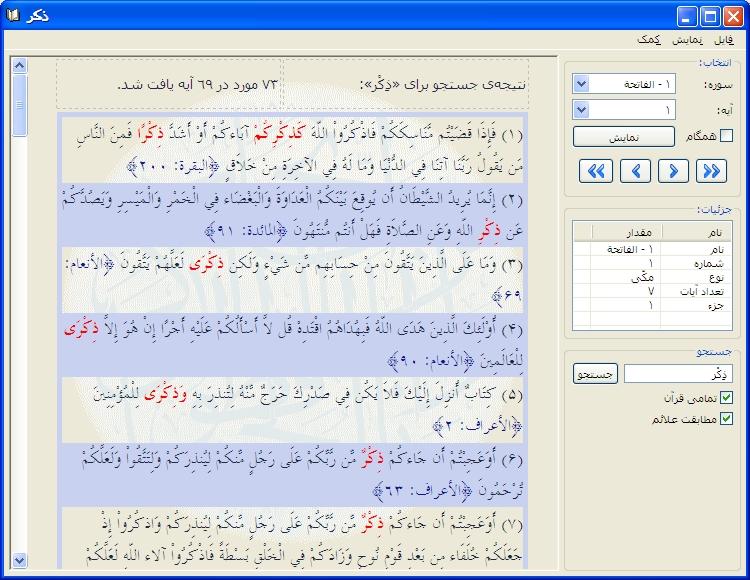 ذکر
فایل نمایش کمک
نتیجه‌ی جستجو برای «ذِکْر»: ۷۳ مورد در ۶۹ آیه یافت شد.
(۱) فَإِذَا قَضَيْتُم مَّنَاسِكَكُمْ فَاذْكُرُواْ اللّهَ كَذِكْرِكُمْ آبَاءكُمْ أَوْ أَشَدَّ ذِكْرًا فَمِنَ النَّاسِ
مَن يَقُولُ رَبَّنَا آتِنَا فِي الدُّنْيَا وَمَا لَهُ فِي الآخِرَةِ مِنْ خَلاَقٍ ﴿البقرة: ۲۰۰﴾
(۲) إِنَّمَا يُرِيدُ الشَّيْطَانُ أَن يُوقِعَ بَيْنَكُمُ الْعَدَاوَةَ وَالْبَغْضَاء فِي الْخَمْرِ وَالْمَيْسِرِ وَيَصُدَّكُمْ
عَن ذِكْرِ اللّهِ وَعَنِ الصَّلاَةِ فَهَلْ أَنتُم مُّنتَهُونَ ﴿المائدة: ۹۱﴾
(۳) وَمَا عَلَى الَّذِينَ يَتَّقُونَ مِنْ حِسَابِهِم مِّن شَيْءٍ وَلَكِن ذِكْرَى لَعَلَّهُمْ يَتَّقُونَ ﴿الأنعام:
۶۹﴾
(۴) أُوْلَئِكَ الَّذِينَ هَدَى اللّهُ فَبِهُدَاهُمُ اقْتَدِهْ قُل لاَّ أَسْأَلُكُمْ عَلَيْهِ أَجْرًا إِنْ هُوَ إِلاَّ ذِكْرَى
لِلْعَالَمِينَ ﴿الأنعام: ۹۰﴾
(۵) كِتَابٌ أُنزِلَ إِلَيْكَ فَلاَ يَكُن فِي صَدْرِكَ حَرَجٌ مِّنْهُ لِتُنذِرَ بِهِ وَذِكْرَى لِلْمُؤْمِنِينَ
﴿الأعراف: ۲﴾
(۶) أَوَعَجِبْتُمْ أَن جَاءكُمْ ذِكْرٌ مِّن رَّبِّكُمْ عَلَى رَجُلٍ مِّنكُمْ لِيُنذِرَكُمْ وَلِتَتَّقُواْ وَلَعَلَّكُمْ
تُرْحَمُونَ ﴿الأعراف: ۶۳﴾
(۷) أَوَعَجِبْتُمْ أَن جَاءكُمْ ذِكْرٌ مِّن رَّبِّكُمْ عَلَى رَجُلٍ مِّنكُمْ لِيُنذِرَكُمْ وَاذكُرُواْ إِذْ
جَعَلَكُمْ خُلَفَاء مِن بَعْدِ قَوْمِ نُوحٍ وَزَادَكُمْ فِي الْخَلْقِ بَسْطَةً فَاذْكُرُواْ آلاء اللّهِ لَعَلَّكُمْ
انتخاب:
سوره: ۱ - الفاتحة
آیه: ۱
همگام نمایش
جزئیات:
نام مقدار
نام ۱ - الفاتحة
شماره ۱
نوع مکّی
تعداد آیات ۷
جزء ۱
جستجو
ذِکْر جستجو
تمامی قرآن
مطابقت علائم